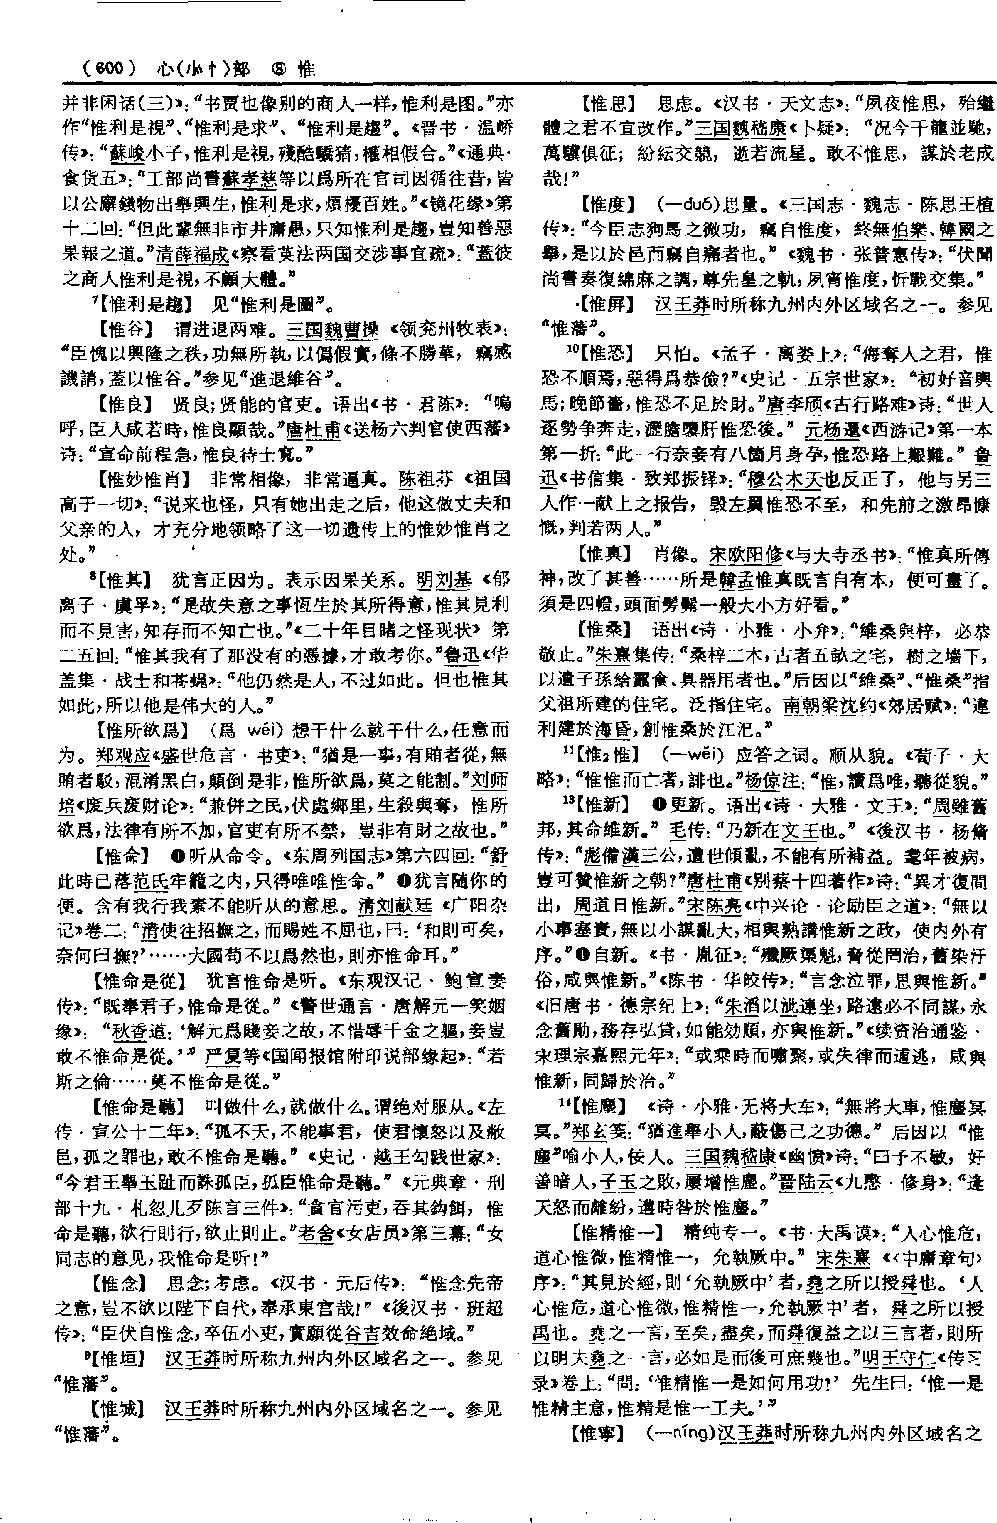 (600) 心(小忄)部 ⑧ 惟
并非闲话(三)》:“书贾也像别的商人一样,惟利是图。”亦
作“惟利是視”、“惟利是求”、“惟利是趨”。《晋书·温峤
传》:“蘇峻小子,惟利是視,殘酷驕猜,權相假合。”《通典·
食货五》:“工部尚書蘇孝慈等以爲所在官司因循往昔,皆
以公廨錢物出舉興生,惟利是求,煩擾百姓。”《镜花缘》第
十二回:“但此輩無非市井庸愚,只知惟利是趨,豈知善惡
果報之道。”清薛福成《察看英法两国交涉事宜疏》:“蓋彼
之商人惟利是視,不顧大體。”
7【惟利是趨】 见“惟利是圖”。
【惟谷】 谓进退两难。三国魏曹操《领兖州牧表》:
“臣愧以興隆之秩,功無所執,以僞假實,條不勝華,竊感
譏請,蓋以惟谷。”参见“進退維谷”。
【惟良】 贤良;贤能的官吏。语出《书·君陈》:“嗚
呼,臣人咸若時,惟良顯哉。”唐杜甫《送杨六判官使西蕃》
诗:“宣命前程急,惟良待士寬。”
【惟妙惟肖】 非常相像,非常逼真。陈祖芬《祖国
高于一切》:“说来也怪,只有她出走之后,他这做丈夫和
父亲的人,才充分地领略了这一切遗传上的惟妙惟肖之
处。”
8【惟其】 犹言正因为。表示因果关系。明刘基《郁
离子·虞孚》:“是故失意之事恆生於其所得意,惟其見利
而不見害,知存而不知亡也。”《二十年目睹之怪现状》第
二五回:“惟其我有了那没有的憑據,才敢考你。”鲁迅《华
盖集·战士和苍蝇》:“他仍然是人,不过如此。但也惟其
如此,所以他是伟大的人。”
【惟所欲爲】 (爲 wéi) 想干什么就干什么,任意而
为。郑观应《盛世危言·书吏》:“猶是一事,有賄者從,無
賄者駁,混淆黑白,顛倒是非,惟所欲爲,莫之能制。”刘师
培《废兵废财论》:“兼併之民,伏處鄉里,生殺與奪,惟所
欲爲,法律有所不加,官吏有所不禁,豈非有財之故也。”
【惟命】 ❶听从命令。《东周列国志》第六四回:“舒
此時已落范氏牢籠之内,只得唯唯惟命。” ❷犹言随你的
便。含有我行我素不能听从的意思。清刘献廷《广阳杂
记》卷二:“清使往招撫之,而賜姓不屈也,曰:‘和則可矣,
奈何曰撫?’……大國苟不以爲然也,則亦惟命耳。”
【惟命是從】 犹言惟命是听。《东观汉记·鲍宣妻
传》:“既奉君子,惟命是從。”《警世通言·唐解元一笑姻
缘》:“秋香道:‘解元爲賤妾之故,不惜辱千金之軀,妾豈
敢不惟命是從。’” 严复等《国闻报馆附印说部缘起》:“若
斯之倫……莫不惟命是從。”
【惟命是聽】 叫做什么,就做什么。谓绝对服从。《左
传·宣公十二年》:“孤不天,不能事君,使君懷怒以及敝
邑,孤之罪也,敢不惟命是聽。”《史记·越王勾践世家》:
“今君王舉玉趾而誅孤臣,孤臣惟命是聽。”《元典章·刑
部十九·札忽儿歹陈言三件》:“貪官污吏,吞其鈎餌,惟
命是聽,欲行則行,欲止則止。”老舍《女店员》第三幕:“女
同志的意见,我惟命是听!”
【惟念】 思念;考虑。《汉书·元后传》:“惟念先帝
之意,豈不欲以陛下自代,奉承東宫哉!”《後汉书·班超
传》:“臣伏自惟念,卒伍小吏,實願從谷吉效命絶域。”
9【惟垣】 汉王莽时所称九州内外区域名之一。参见
“惟藩”。
【惟城】 汉王莽时所称九州内外区域名之一。参见
“惟藩”。
【惟思】 思虑。《汉书·天文志》:“夙夜惟思,殆繼
體之君不宜改作。”三国魏嵇康《卜疑》:“况今千龍並馳,
萬驥俱征;紛紜交競,逝若流星。敢不惟思,謀於老成
哉!”
【惟度】 (—duó)思量。《三国志·魏志·陈思王植
传》:“今臣志狗馬之微功,竊自惟度,終無伯樂、韓國之
舉,是以於邑而竊自痛者也。”《魏书·张普惠传》:“伏聞
尚書奏復綿麻之調,尊先皇之軌,夙宵惟度,忻戰交集。”
【惟屏】 汉王莽时所称九州内外区域名之一。参见
“惟藩”。
10【惟恐】 只怕。《孟子·离娄上》:“侮奪人之君,惟
恐不順焉,惡得爲恭儉?”《史记·五宗世家》:“初好音輿
馬;晚節嗇,惟恐不足於財。”唐李颀《古行路难》诗:“世人
逐勢争奔走,瀝膽隳肝惟恐後。” 元杨暹《西游记》第一本
第一折:“此一行奈妾有八箇月身孕,惟恐路上艱難。” 鲁
迅《书信集·致郑振铎》:“穆公木天也反正了,他与另三
人作一献上之报告,毁左翼惟恐不至,和先前之激昂慷
慨,判若两人。”
【惟真】 肖像。宋欧阳修《与大寺丞书》:“惟真所傳
神,改了甚善……所是韓孟惟真既言自有本,便可畫了。
須是四幅,頭面髣髴一般大小方好看。”
【惟桑】 语出《诗·小雅·小弁》:“維桑與梓,必恭
敬止。”朱熹集传:“桑梓二木,古者五畝之宅,樹之墻下,
以遺子孫給蠶食、具器用者也。”后因以“維桑”、“惟桑”指
父祖所建的住宅。泛指住宅。南朝梁沈约《郊居赋》:“違
利建於海昏,創惟桑於江汜。”
11【惟2惟】 (—wěi) 应答之词。顺从貌。《荀子·大
略》:“惟惟而亡者,誹也。”杨倞注:“惟,讀爲唯,聽從貌。”
13【惟新】 ❶更新。语出《诗·大雅·文王》:“周雖舊
邦,其命維新。” 毛传:“乃新在文王也。”《後汉书·杨脩
传》:“彪備漢三公,遭世傾亂,不能有所補益。耄年被病,
豈可贊惟新之朝?”唐杜甫《别蔡十四著作》诗:“異才復間
出,周道日惟新。”宋陈亮《中兴论·论励臣之道》:“無以
小事塞責,無以小謀亂大,相與熟講惟新之政,使内外有
序。”❷自新。《书·胤征》:“殲厥渠魁,脅從罔治,舊染汙
俗,咸與惟新。”《陈书·华皎传》:“言念泣罪,思與惟新。”
《旧唐书·德宗纪上》:“朱滔以泚連坐,路遠必不同謀,永
念舊勛,務存弘貸,如能効順,亦與惟新。”《续资治通鉴·
宋理宗嘉熙元年》:“或乘時而嘯聚,或失律而逋逃,咸與
惟新,同歸於治。”
14【惟塵】 《诗·小雅·无将大车》:“無將大車,惟塵冥
冥。”郑玄笺:“猶進舉小人,蔽傷己之功德。” 后因以“惟
塵”喻小人,佞人。三国魏嵇康《幽愤》诗:“曰予不敏,好
善暗人,子玉之敗,屢增惟塵。”晋陆云《九愍·修身》:“逢
天怒而離紛,遭時咎於惟塵。”
【惟精惟一】 精纯专一。《书·大禹谟》:“人心惟危,
道心惟微,惟精惟一,允執厥中。” 宋朱熹《〈中庸章句〉
序》:“其見於經,則‘允執厥中’者,堯之所以授舜也。‘人
心惟危,道心惟微,惟精惟一,允執厥中’者,舜之所以授
禹也。堯之一言,至矣,盡矣,而舜復益之以三言者,則所
以明夫堯之一言,必如是而後可庶幾也。”明王守仁《传习
录》卷上:“問:‘惟精惟一是如何用功?’ 先生曰:‘惟一是
惟精主意,惟精是惟一工夫。’”
【惟寧】 (—níng)汉王莽时所称九州内外区域名之